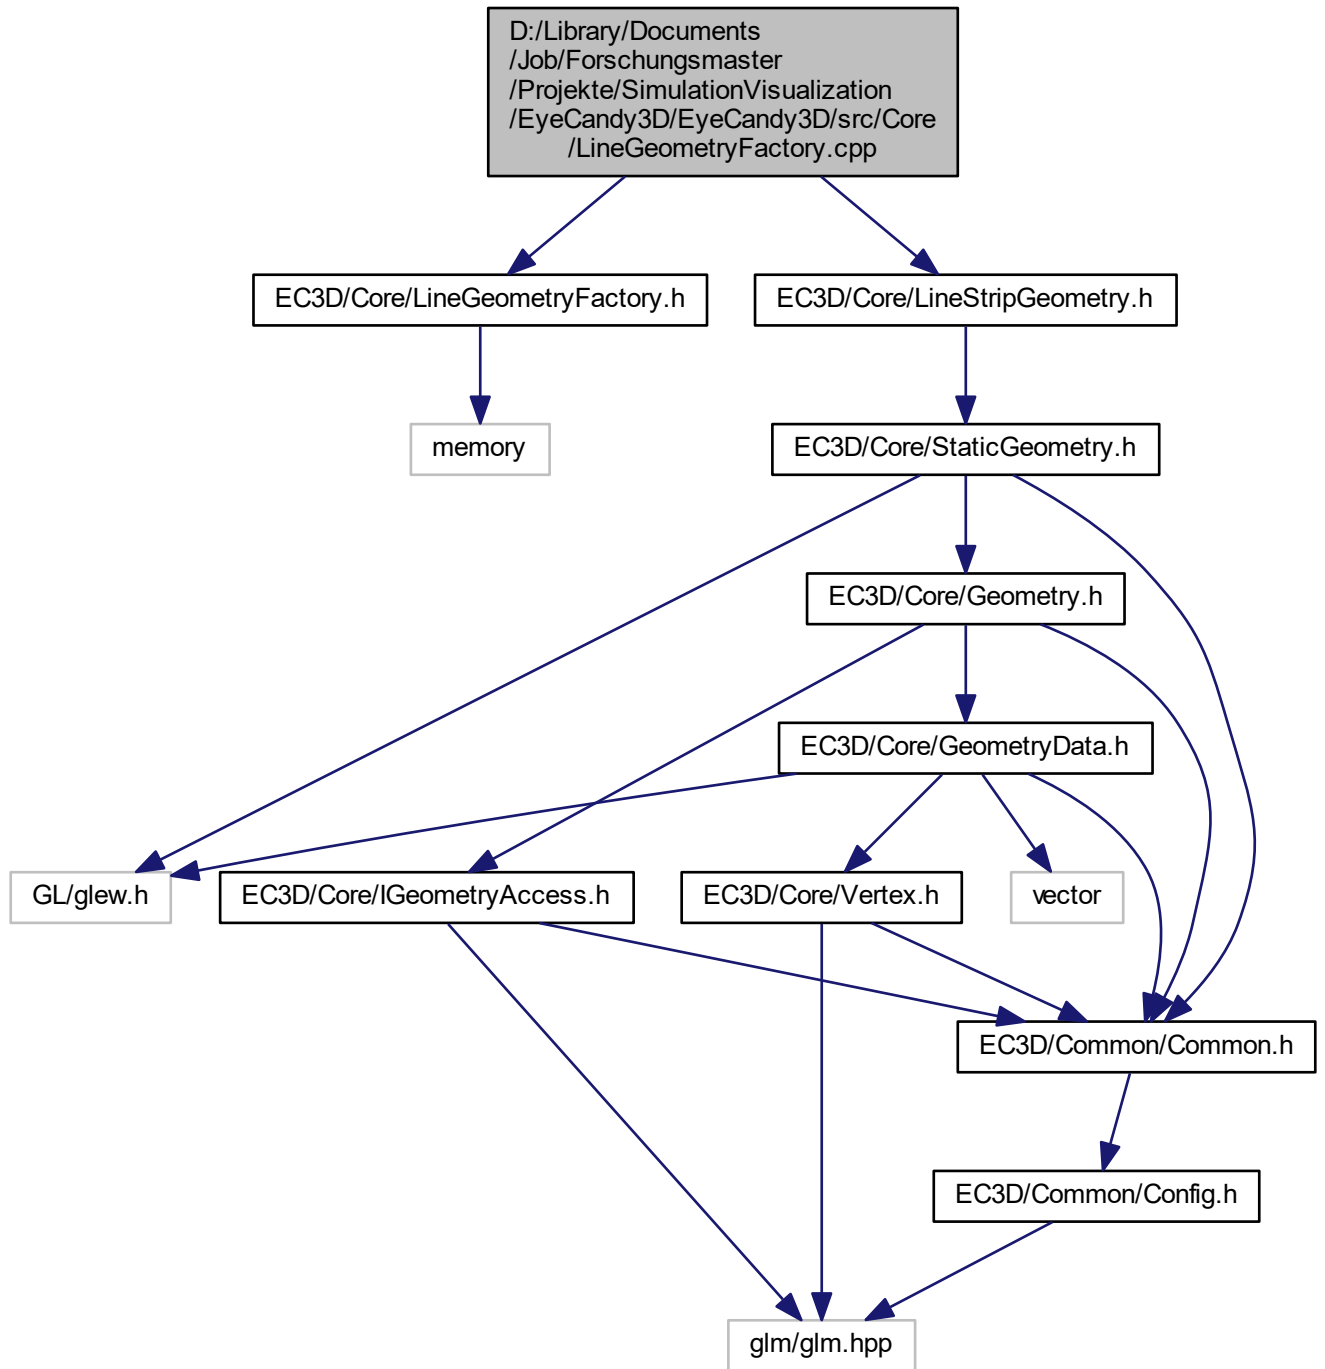 D:/Library/Documents
/Job/Forschungsmaster
/Projekte/SimulationVisualization
/EyeCandy3D/EyeCandy3D/src/Core
/LineGeometryFactory.cpp
EC3D/Core/LineGeometryFactory.h
EC3D/Core/LineStripGeometry.h
memory
EC3D/Core/StaticGeometry.h
EC3D/Core/Geometry.h
EC3D/Core/GeometryData.h
GL/glew.h
EC3D/Core/IGeometryAccess.h
EC3D/Core/Vertex.h
vector
EC3D/Common/Common.h
EC3D/Common/Config.h
glm/glm.hpp